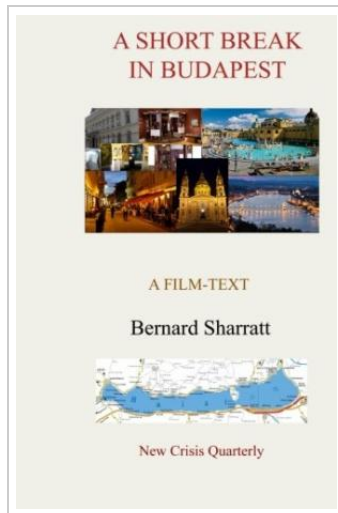 A SHORT BREAK
IN BUDAPEST
A FILM-TEXT
Bernard Sharratt
New Crisis Quarterly